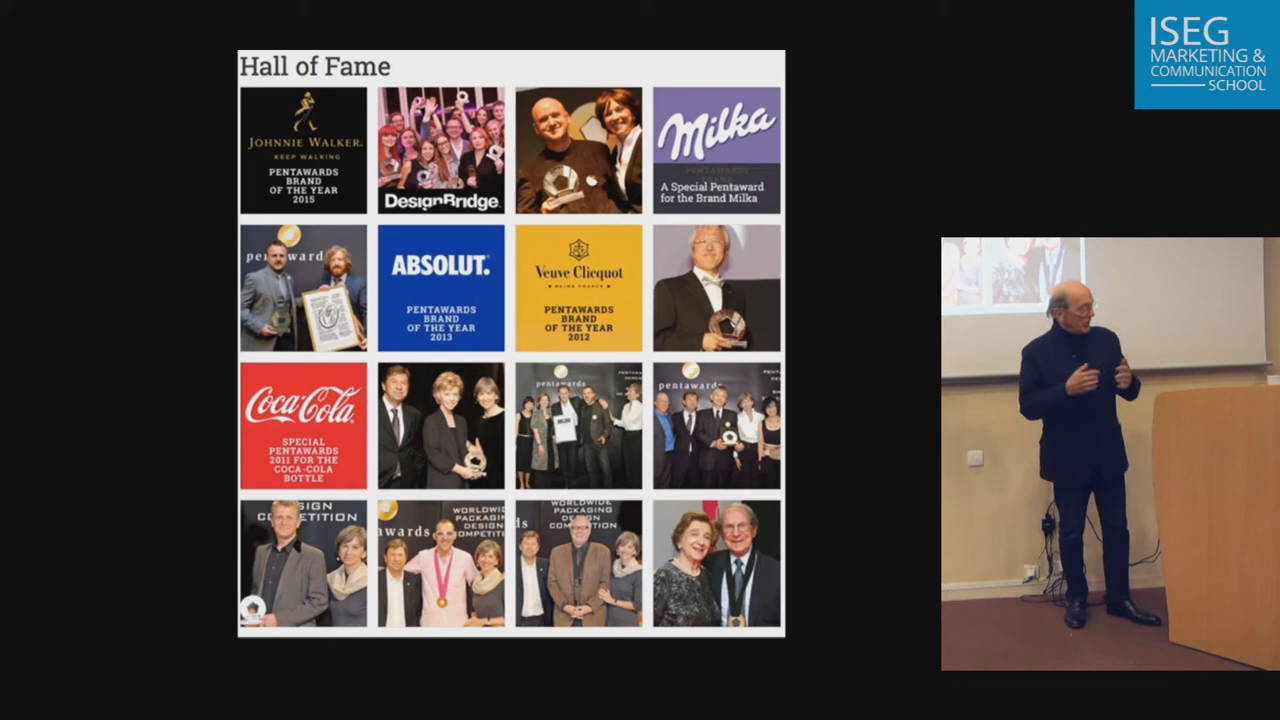 ISEG
MARKETING &
COMMUNICATION
SCHOOL
Hall of Fame
JOHNNIE WALKER.
KEEP WALKING
PENTAWARDS
BRAND
OF THE YEAR
2015
DesignBridge
Milka
A Special Pentaward
for the Brand Milka
pentawards
ABSOLUT.
PENTAWARDS
BRAND
OF THE YEAR
2013
Veuve Clicquot
PENTAWARDS
BRAND
OF THE YEAR
2012
Coca-Cola
SPECIAL
PENTAWARDS
2011 FOR THE
COCA-COLA
BOTTLE
pentawards
pentawards
SIGN
COMPETITION
awards
WORLDWIDE
PACKAGING
DESIGN
COMPETITION
ds
WORLDWIDE
PACKAGING
DESIGN
COMPETITION